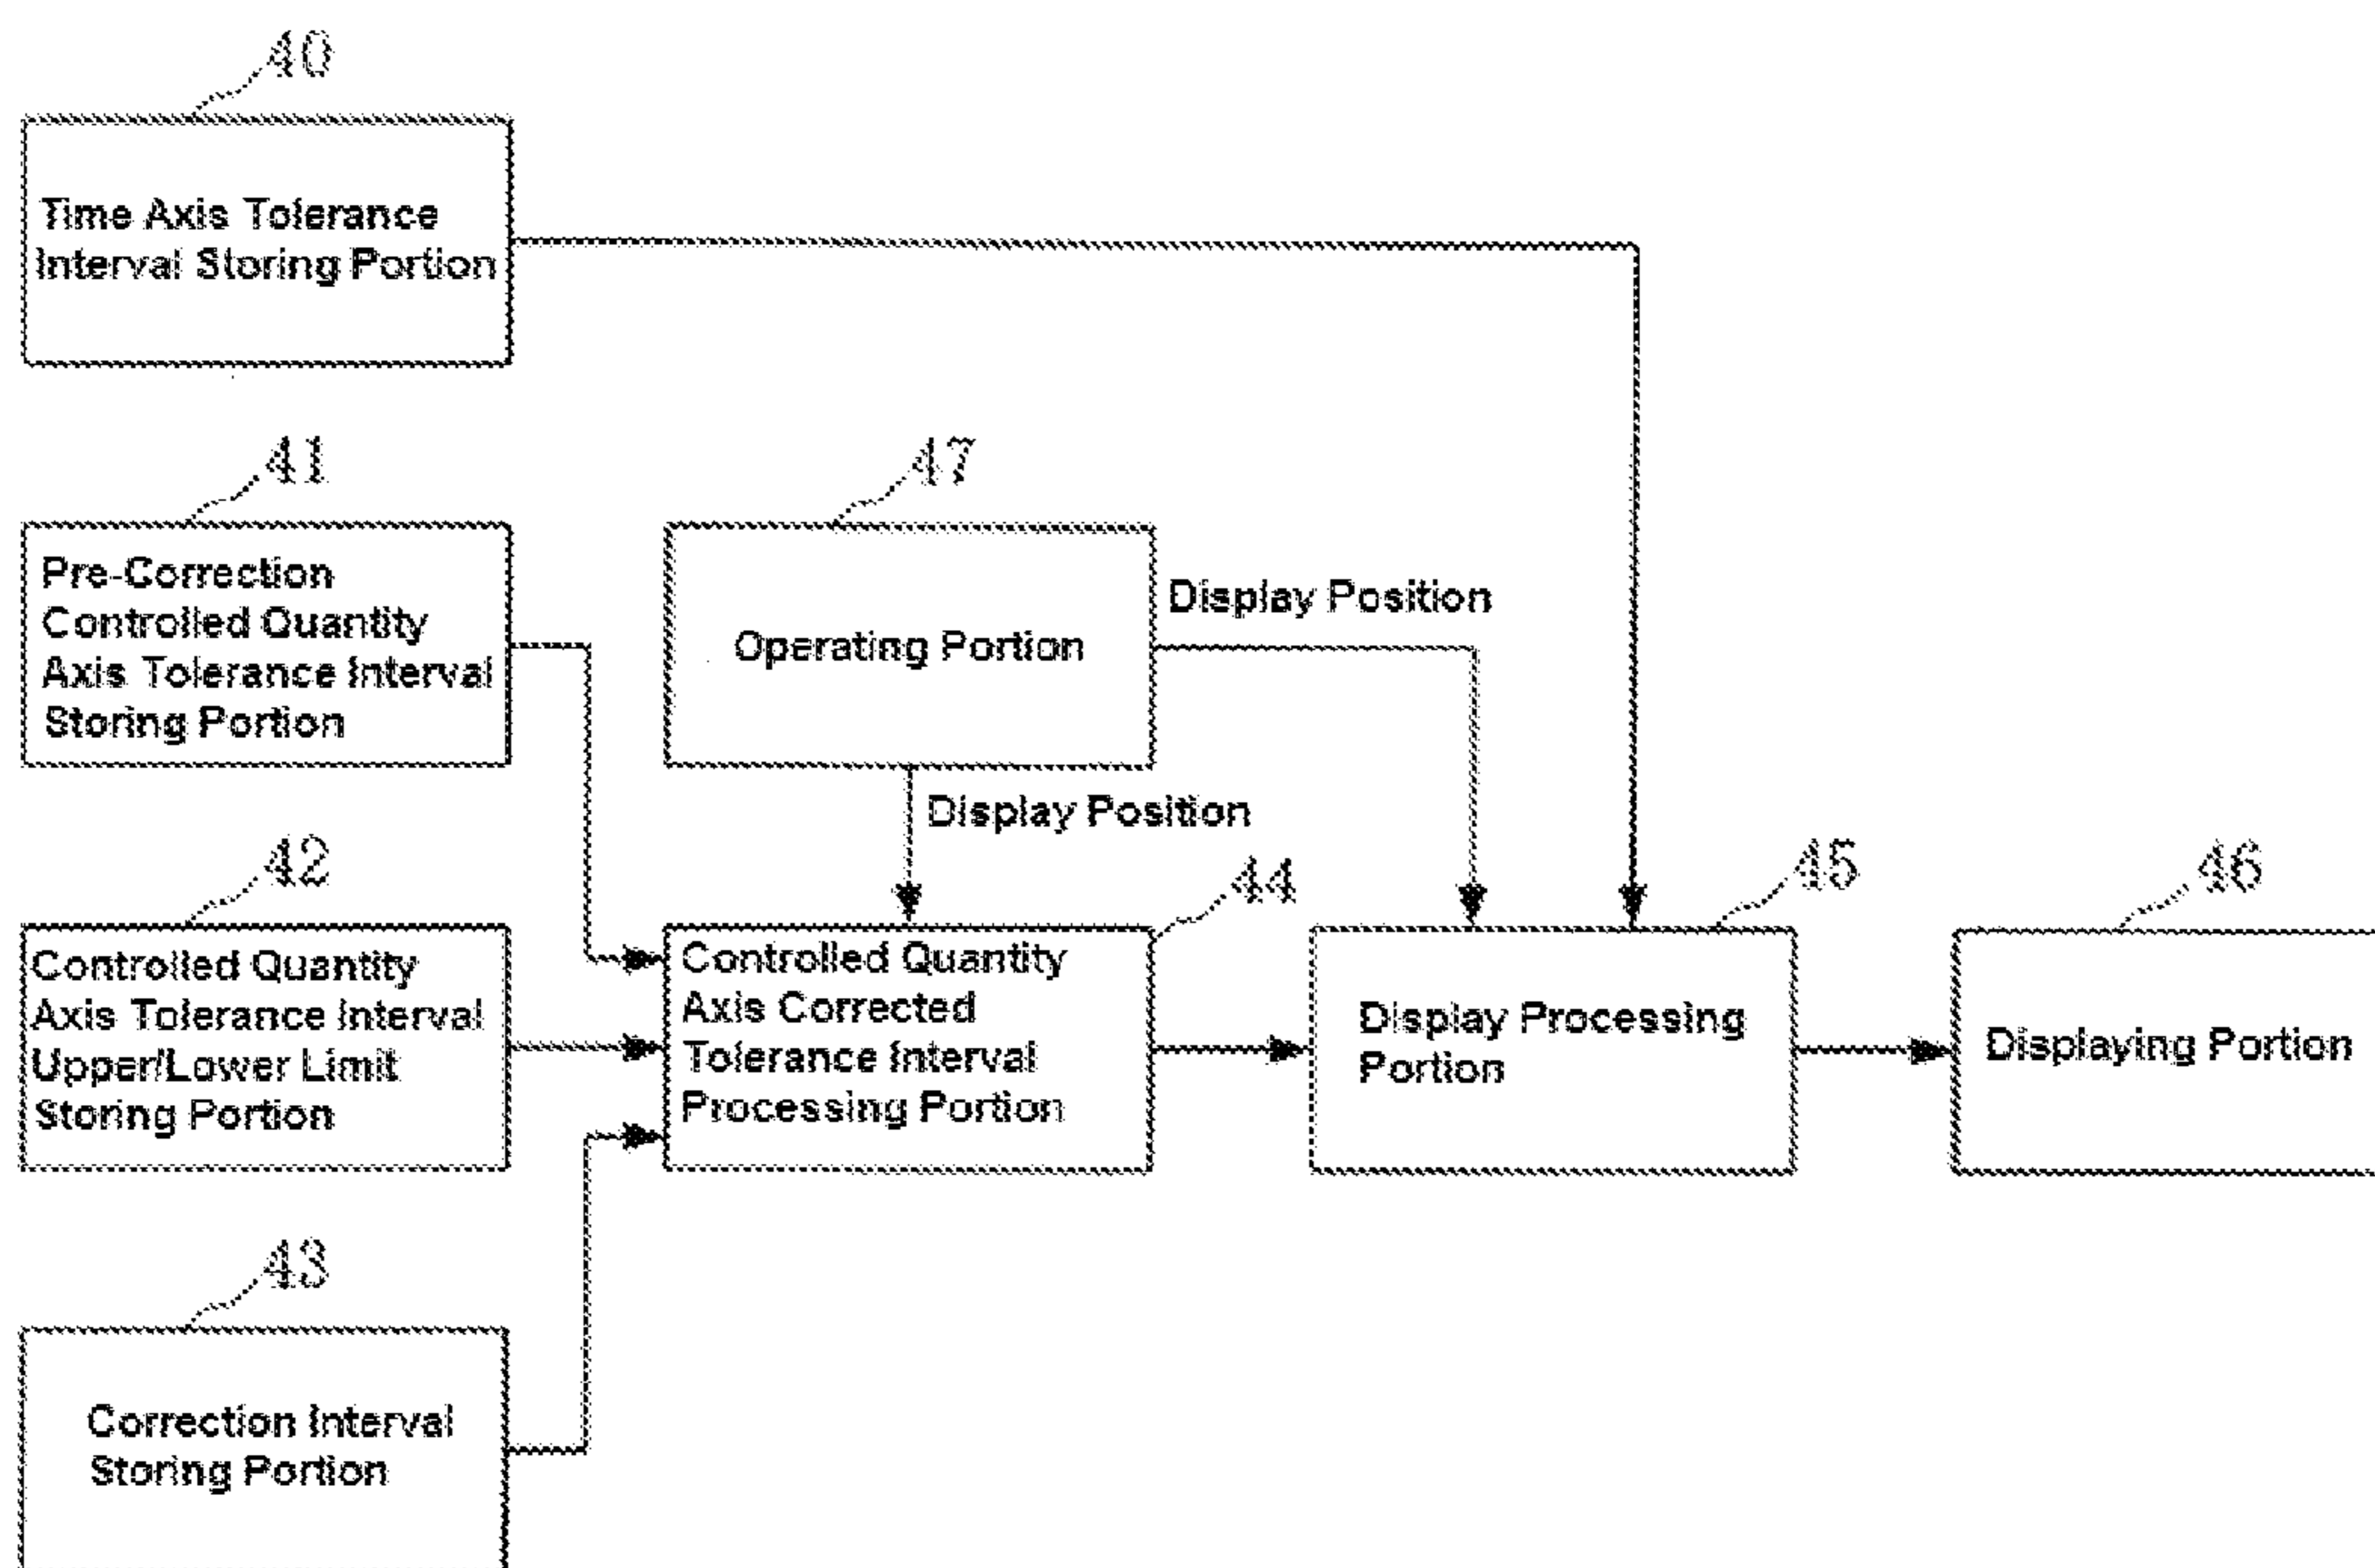 40
Time Axis Tolerance
Interval Storing Portion
41
Pre-Correction
Controlled Quantity
Axis Tolerance Interval
Storing Portion
47
Operating Portion
Display Position
Display Position
42
Controlled Quantity
Axis Tolerance Interval
Upper/Lower Limit
Storing Portion
44
Controlled Quantity
Axis Corrected
Tolerance Interval
Processing Portion
45
Display Processing
Portion
46
Displaying Portion
43
Correction Interval
Storing Portion